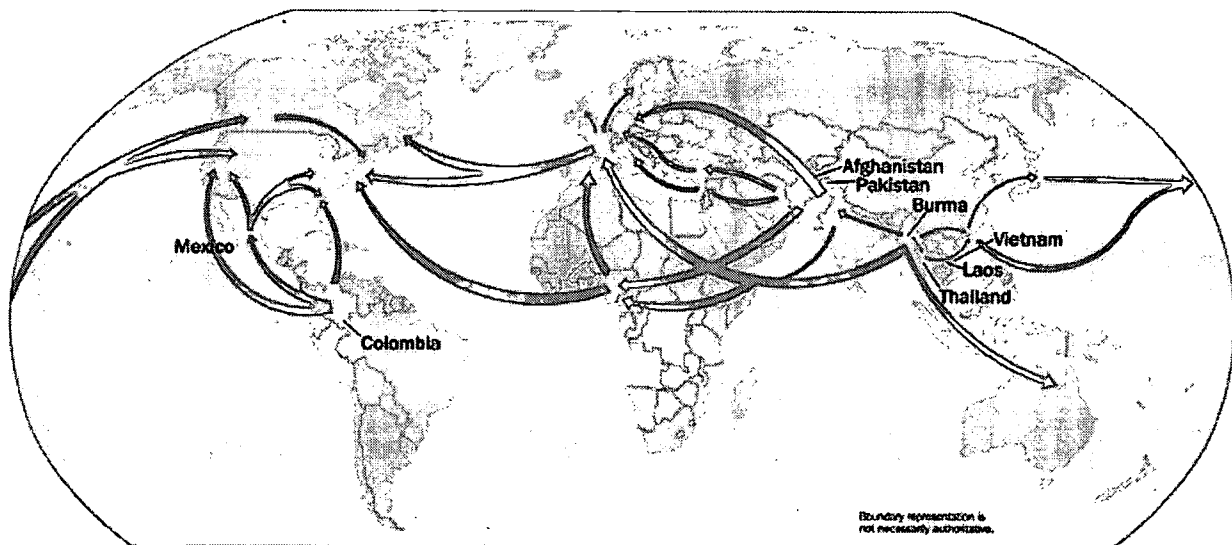 Afghanistan
Pakistan
Burma
Mexico
Vietnam
Laos
Thailand
Colombia
Boundary representation is
not necessarily authoritative.